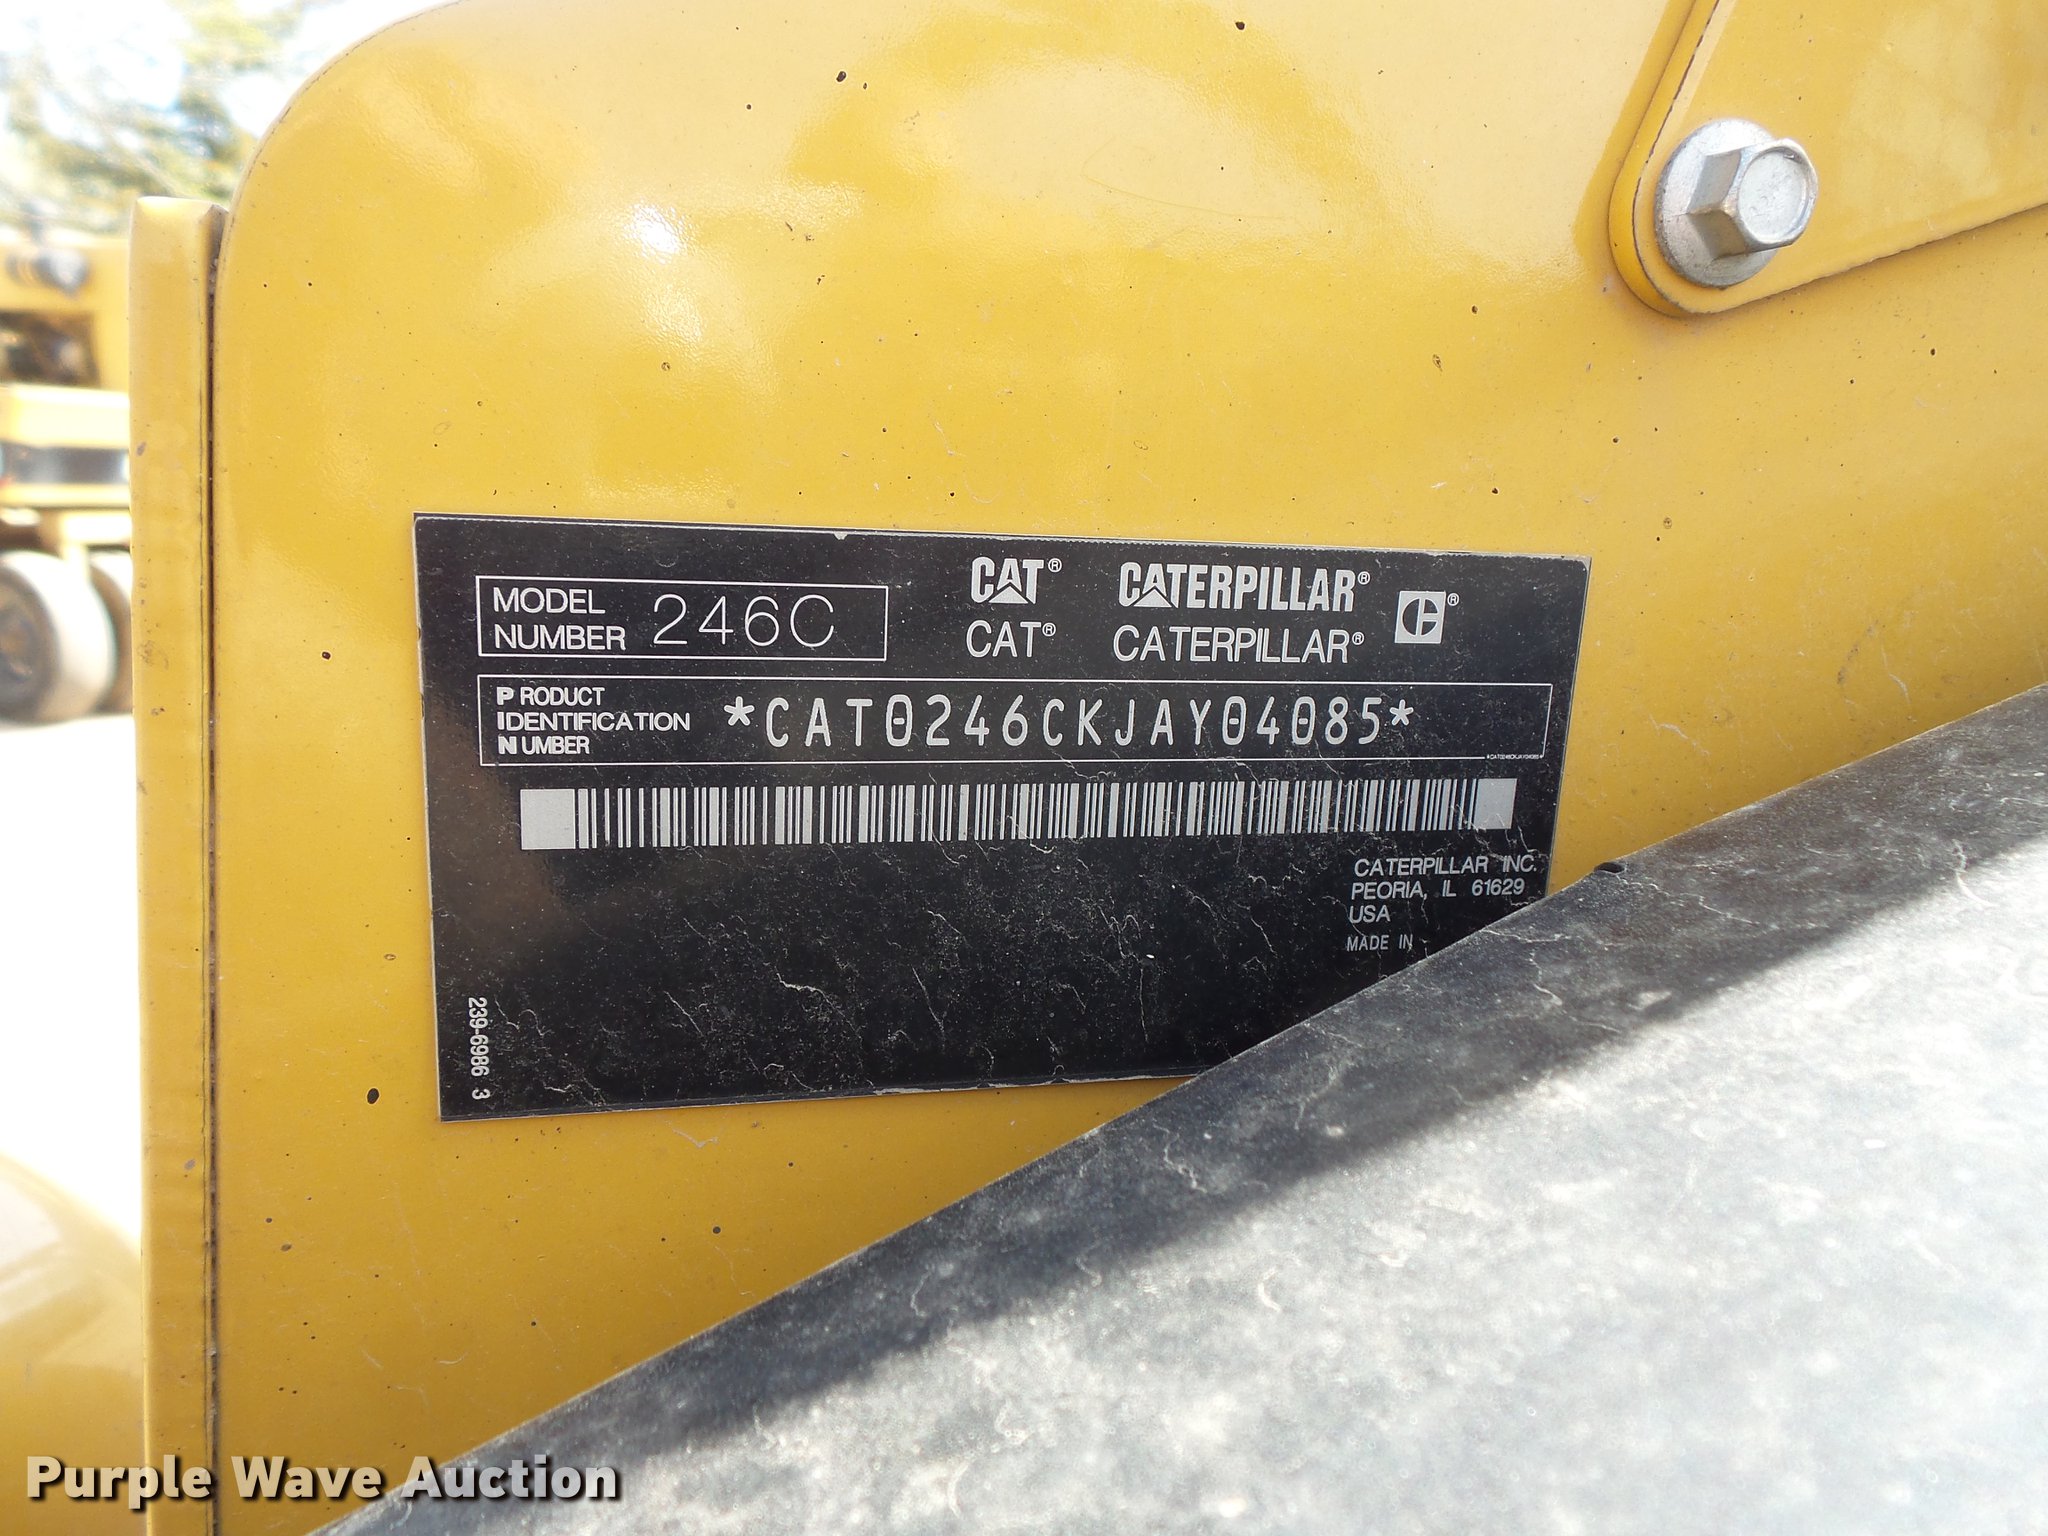 MODEL
NUMBER 246C
CAT® CATERPILLAR® ®
CAT® CATERPILLAR®
PRODUCT
IDENTIFICATION
NUMBER
*CAT0246CKJAY04085*
*CAT0246CKJAY04085*
CATERPILLAR INC.
PEORIA, IL 61629
USA
MADE IN
239-6986 3
Purple Wave Auction